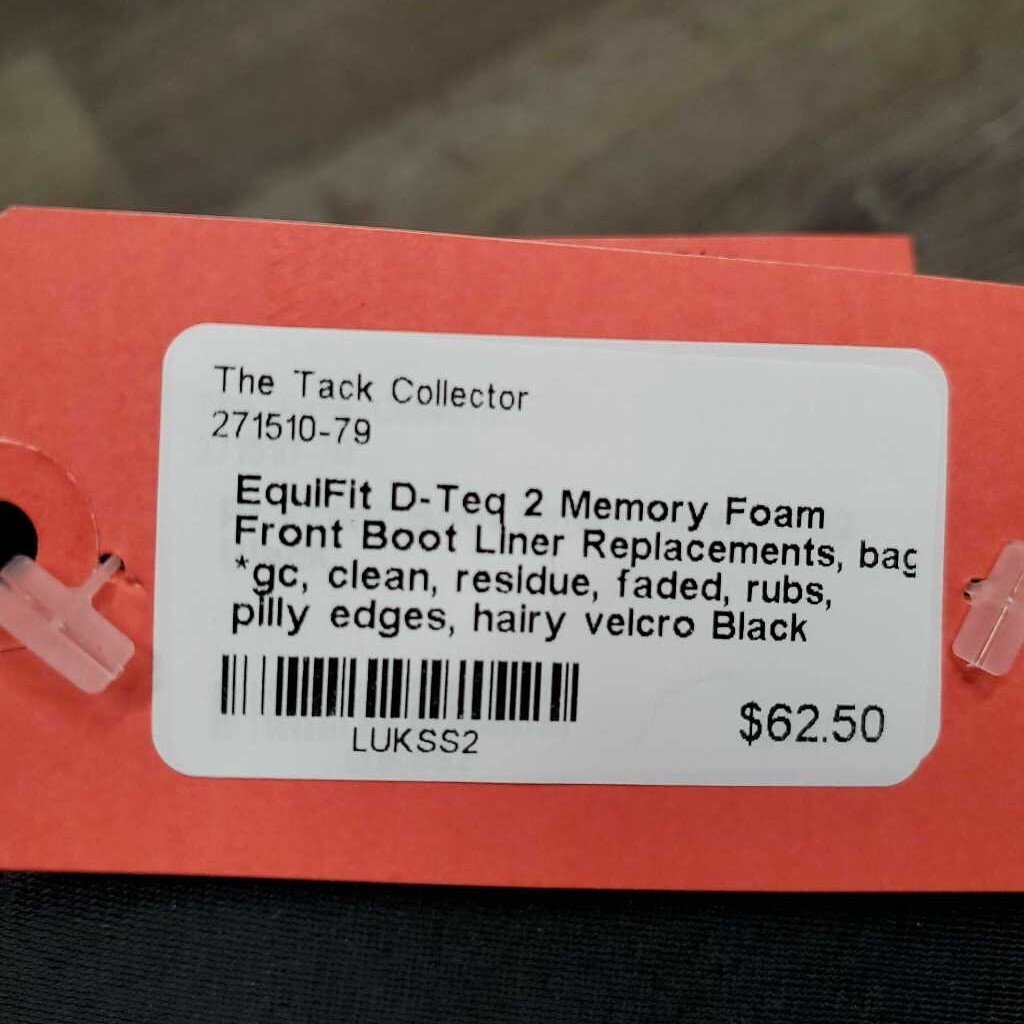 The Tack Collector
271510-79
EquiFit D-Teq 2 Memory Foam
Front Boot Liner Replacements, bag
*gc, clean, residue, faded, rubs,
pilly edges, hairy velcro Black
LUKSS2
$62.50